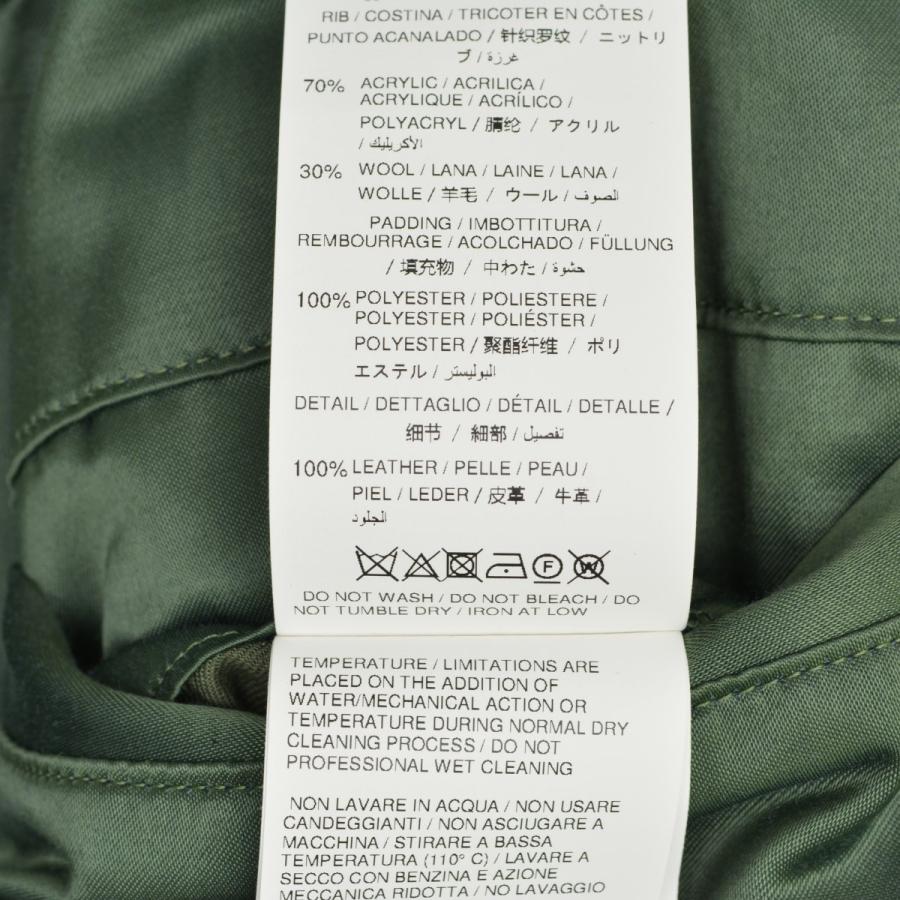 RIB / COSTINA / TRICOTER EN CÔTES /
PUNTO ACANALADO / 针织罗纹 / ニットリ
ブ / غرزة /
70% ACRYLIC / ACRILICA /
ACRYLIQUE / ACRÍLICO /
POLYACRYL / 腈纶 / アクリル
/ الأكريليك
30% WOOL / LANA / LAINE / LANA /
WOLLE / 羊毛 / ウール / الصوف
PADDING / IMBOTTITURA /
REMBOURRAGE / ACOLCHADO / FÜLLUNG
/ 填充物 / 中わた / حشوة
100% POLYESTER / POLIESTERE /
POLYESTER / POLIÉSTER /
POLYESTER / 聚酯纤维 / ポリ
エステル / البوليستر
DETAIL / DETTAGLIO / DÉTAIL / DETALLE /
细节 / 細部 / تفصيل
100% LEATHER / PELLE / PEAU /
PIEL / LEDER / 皮革 / 牛革 /
الجلود
F W
DO NOT WASH / DO NOT BLEACH / DO
NOT TUMBLE DRY / IRON AT LOW
TEMPERATURE / LIMITATIONS ARE
PLACED ON THE ADDITION OF
WATER/MECHANICAL ACTION OR
TEMPERATURE DURING NORMAL DRY
CLEANING PROCESS / DO NOT
PROFESSIONAL WET CLEANING
NON LAVARE IN ACQUA / NON USARE
CANDEGGIANTI / NON ASCIUGARE A
MACCHINA / STIRARE A BASSA
TEMPERATURA (110° C) / LAVARE A
SECCO CON BENZINA E AZIONE
MECCANICA RIDOTTA / NO LAVAGGIO